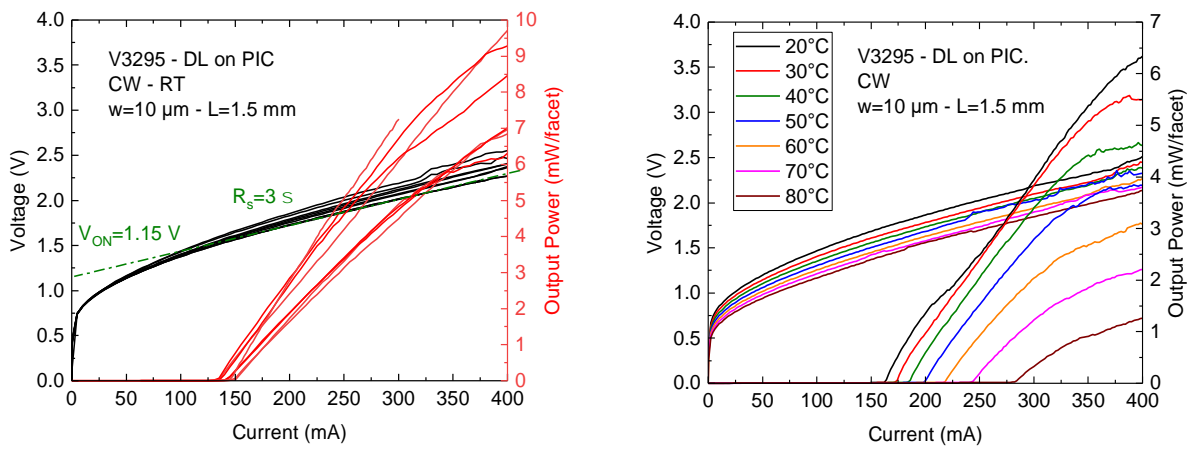 V3295 - DL on PIC
CW - RT
w=10 µm - L=1.5 mm
R_s=3 S
V_ON=1.15 V
Voltage (V)
4.0
3.5
3.0
2.5
2.0
1.5
1.0
0.5
0.0
0 50 100 150 200 250 300 350 400
Current (mA)
10
9
8
7
6
5
4
3
2
1
0
Output Power (mW/facet)
20°C
30°C
40°C
50°C
60°C
70°C
80°C
V3295 - DL on PIC.
CW
w=10 µm - L=1.5 mm
Voltage (V)
4.0
3.5
3.0
2.5
2.0
1.5
1.0
0.5
0.0
0 50 100 150 200 250 300 350 400
Current (mA)
7
6
5
4
3
2
1
0
Output Power (mW/facet)